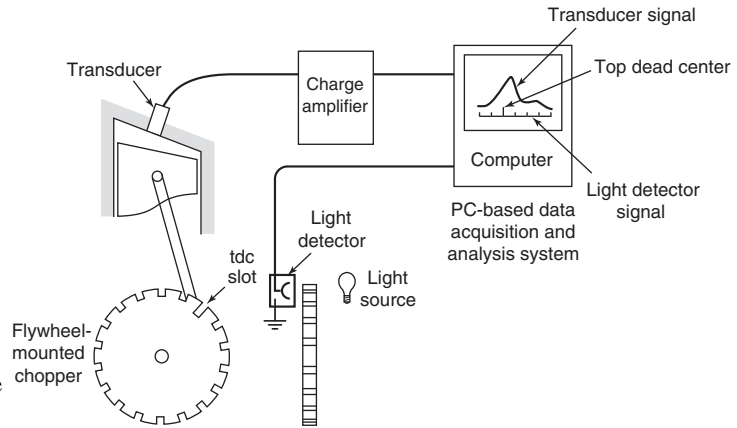 Transducer signal
Transducer
Charge
amplifier
Top dead center
Computer
Light detector
signal
PC-based data
acquisition and
analysis system
Light
detector
tdc
slot
Light
source
Flywheel-
mounted
chopper
e